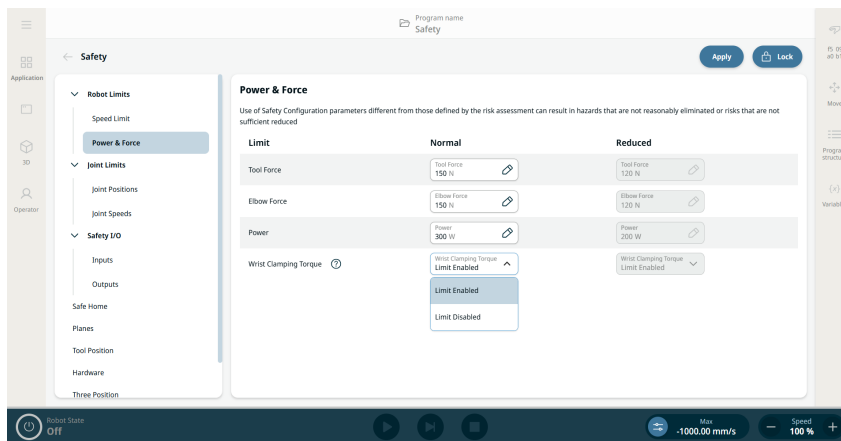 Program name
Safety
Safety
Apply
Lock
Application
3D
Operator
Robot Limits
Speed Limit
Power & Force
Joint Limits
Joint Positions
Joint Speeds
Safety I/O
Inputs
Outputs
Safe Home
Planes
Tool Position
Hardware
Three Position
Power & Force
Use of Safety Configuration parameters different from those defined by the risk assessment can result in hazards that are not reasonably eliminated or risks that are not
sufficient reduced
Limit Normal Reduced
Tool Force
Tool Force
150 N
Tool Force
120 N
Elbow Force
Elbow Force
150 N
Elbow Force
120 N
Power
Power
300 W
Power
200 W
Wrist Clamping Torque ?
Wrist Clamping Torque
Limit Enabled
Wrist Clamping Torque
Limit Enabled
Limit Enabled
Limit Disabled
Move
Progra
structu
{x}
Variabl
Robot State
Off
Max
-1000.00 mm/s
Speed
100 %